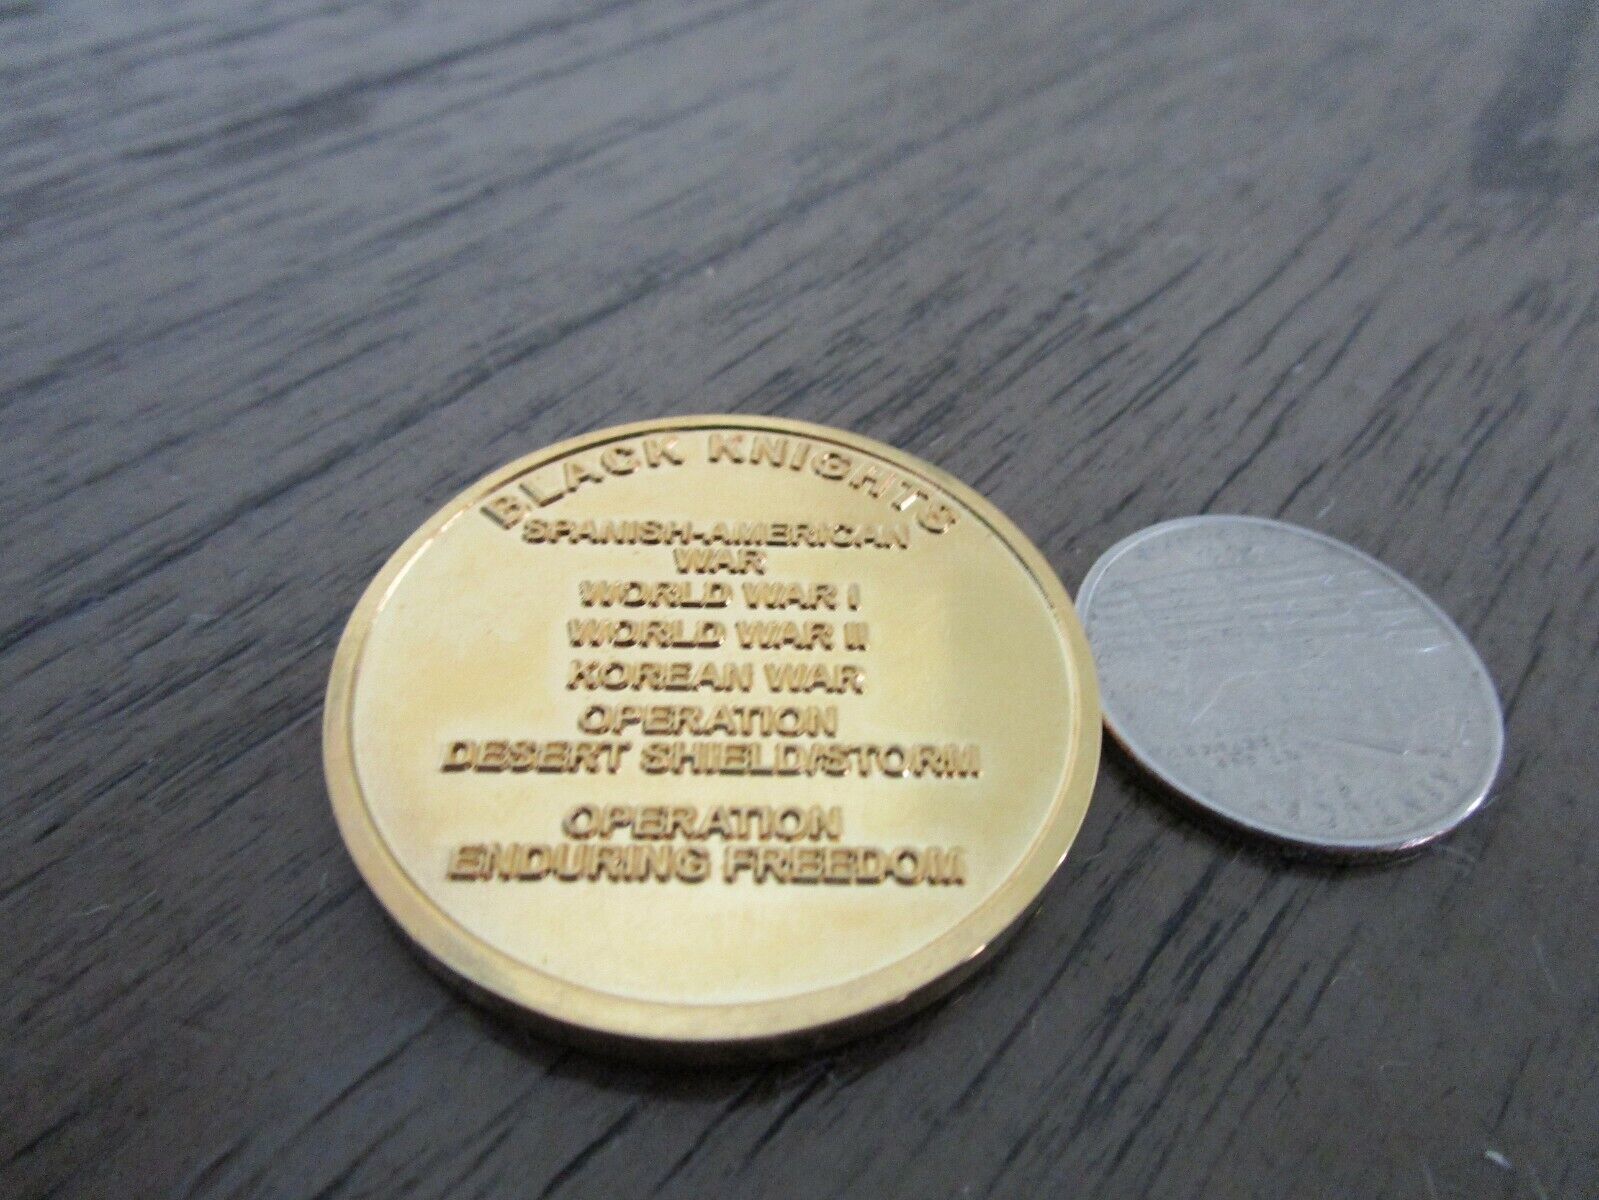 BLACK KNIGHTS
SPANISH-AMERICAN
WAR
WORLD WAR I
WORLD WAR II
KOREAN WAR
OPERATION
DESERT SHIELD/STORM
OPERATION
ENDURING FREEDOM